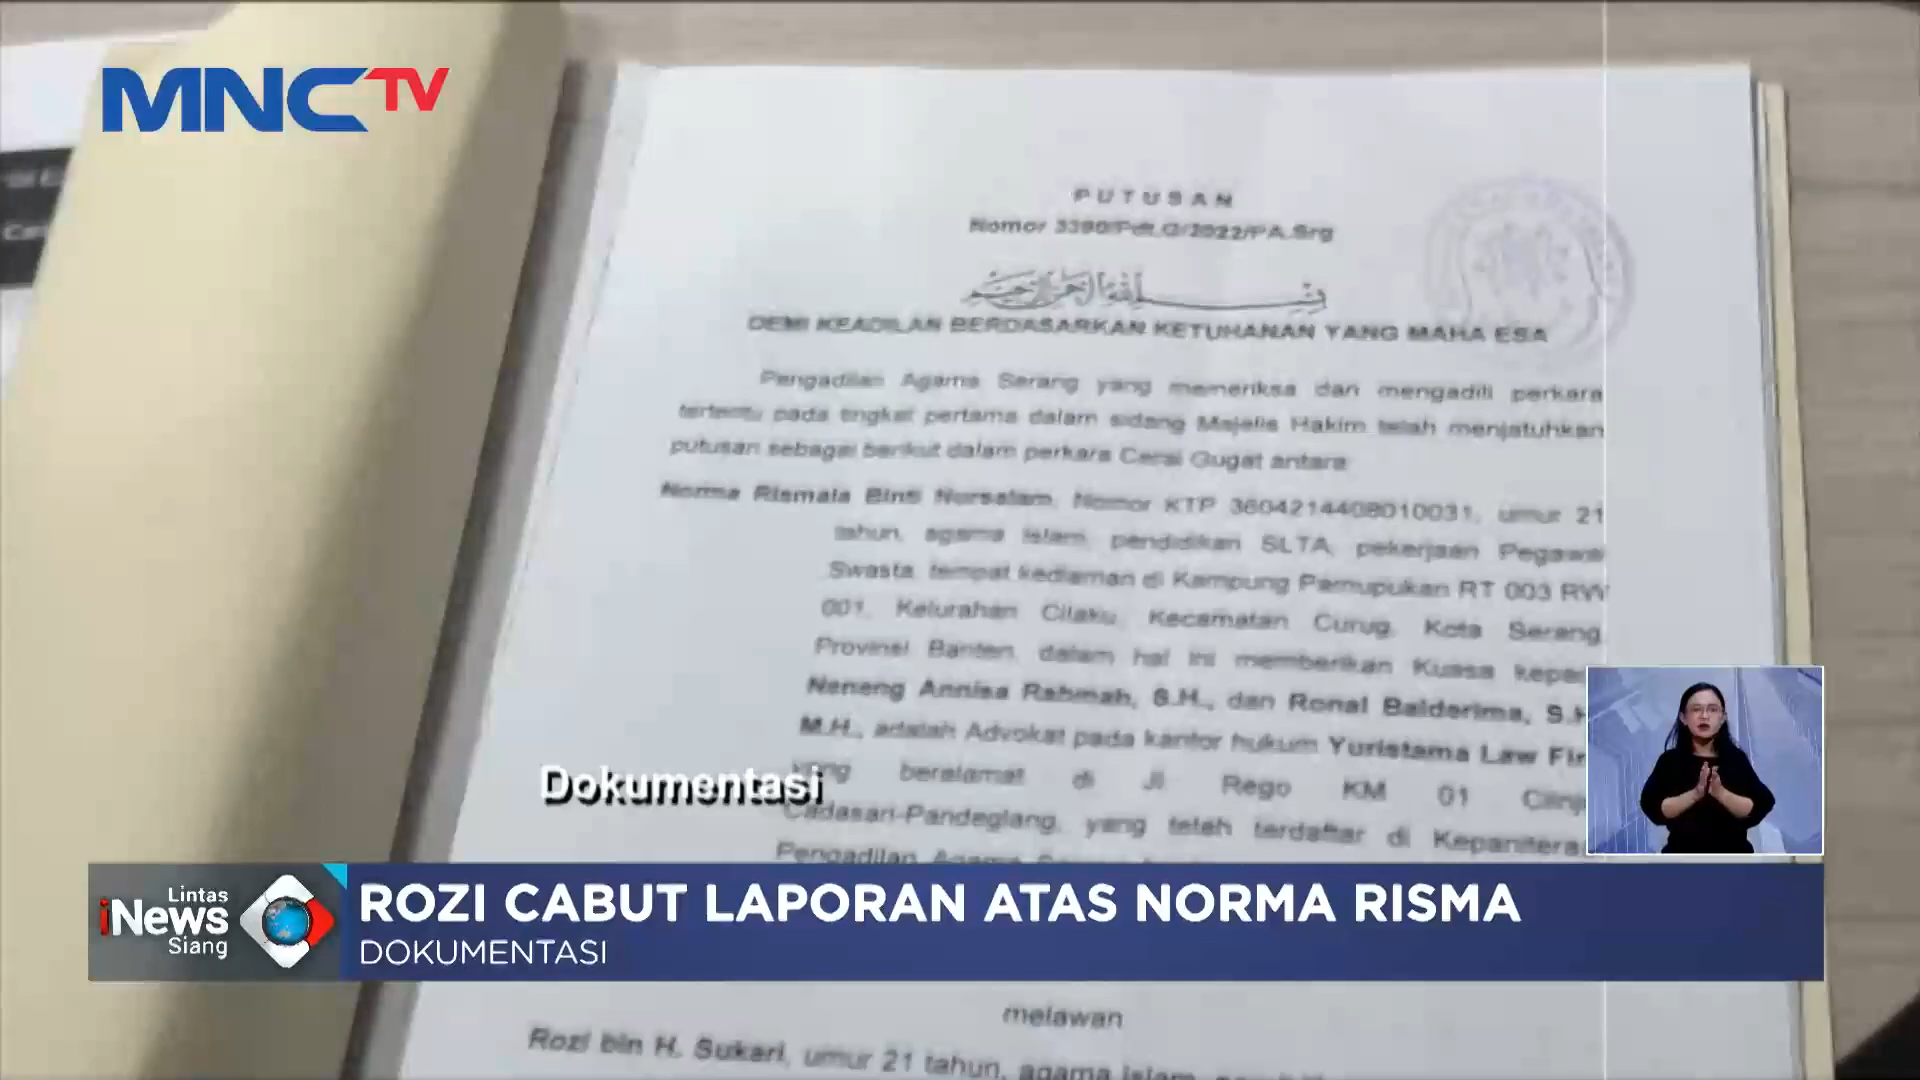 MNCTV
PUTUSAN
Nomor 3390/Pdt.G/2022/PA.Srg
DEMI KEADILAN BERDASARKAN KETUHANAN YANG MAHA ESA
Pengadilan Agama Serang yang memeriksa dan mengadili perkara
tertentu pada tingkat pertama dalam sidang Majelis Hakim telah menjatuhkan
putusan sebagai berikut dalam perkara Cerai Gugat antara
Norma Rismala Binti Norsalam, Nomor KTP 3604214408010031, umur 21
tahun, agama Islam, pendidikan SLTA, pekerjaan
Swasta, tempat kediaman di Kampung Pamupukan RT 003 RW
001, Kelurahan Cilaku, Kecamatan Curug, Kota Serang,
Provinsi Banten, dalam hal ini memberikan Kuasa
Neneng Annisa Rahmah, S.H., dan Ronal Balderima,
M.H., adalah Advokat pada kantor hukum Yuristama Law
yang beralamat di Jl Rego KM 01
Cadasari-Pandeglang, yang telah terdaftar di
Pengadilan Agama
Dokumentasi
Lintas
iNews
Siang
ROZI CABUT LAPORAN ATAS NORMA RISMA
DOKUMENTASI
melawan
Rozi bin H. Sukari, umur 21 tahun, agama Islam,